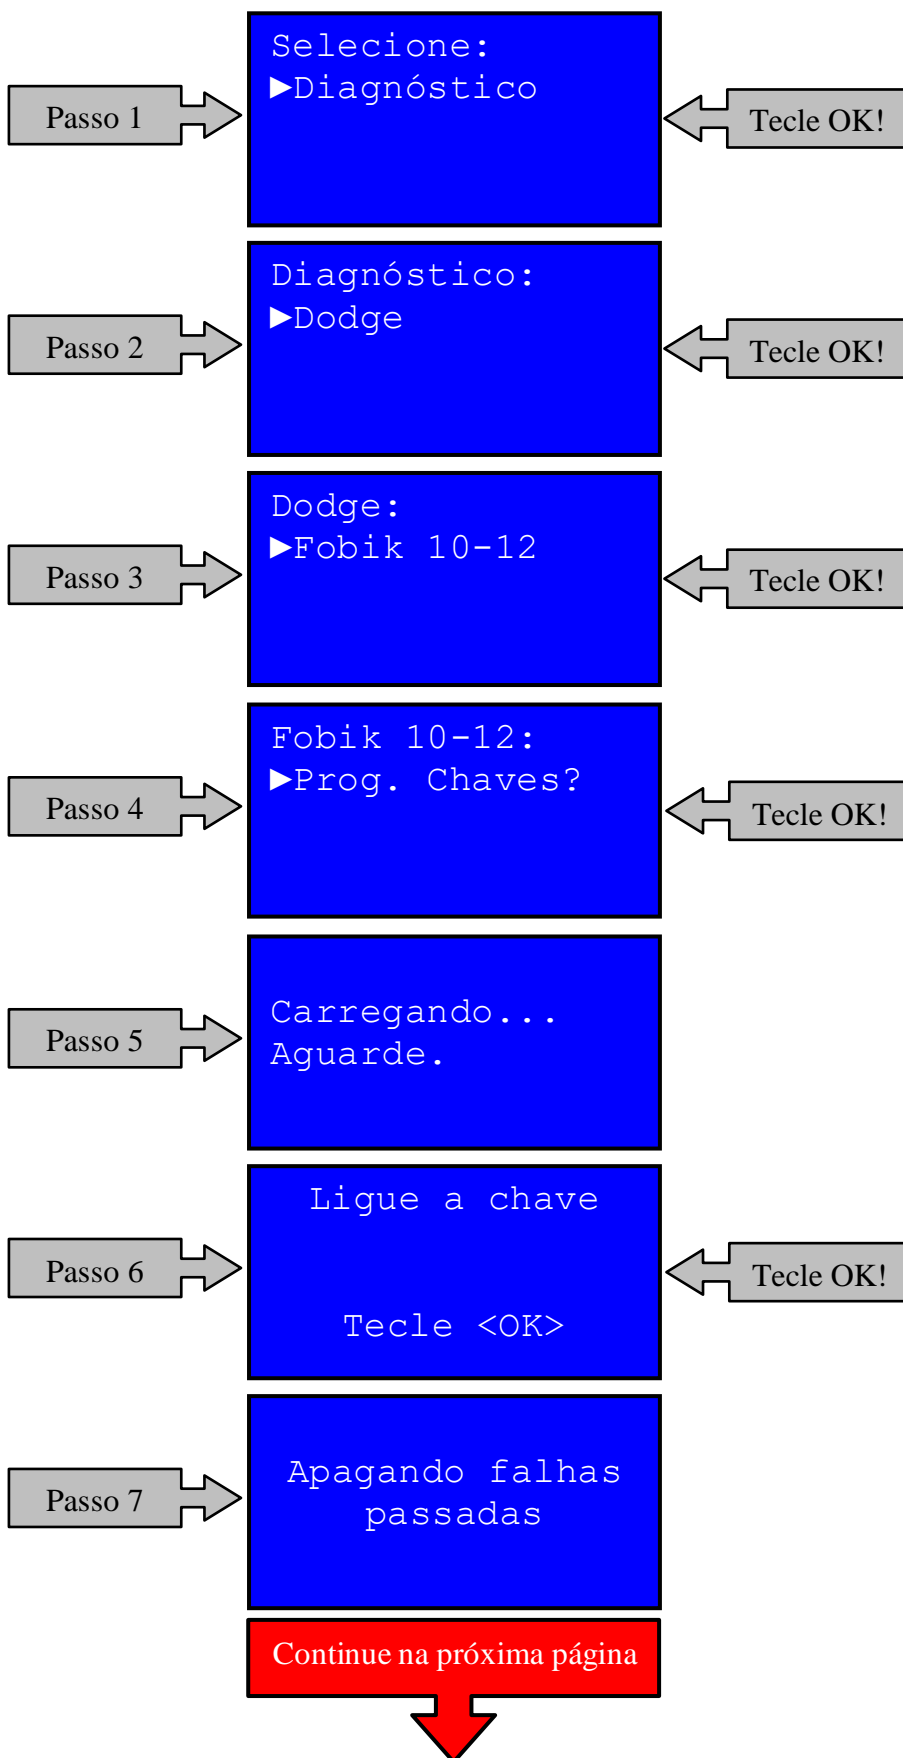 Selecione:
►Diagnóstico
Passo 1
Tecle OK!
Diagnóstico:
►Dodge
Passo 2
Tecle OK!
Dodge:
►Fobik 10-12
Passo 3
Tecle OK!
Fobik 10-12:
►Prog. Chaves?
Passo 4
Tecle OK!
Carregando...
Aguarde.
Passo 5
Ligue a chave
Passo 6
Tecle OK!
Tecle <OK>
Apagando falhas
passadas
Passo 7
Continue na próxima página